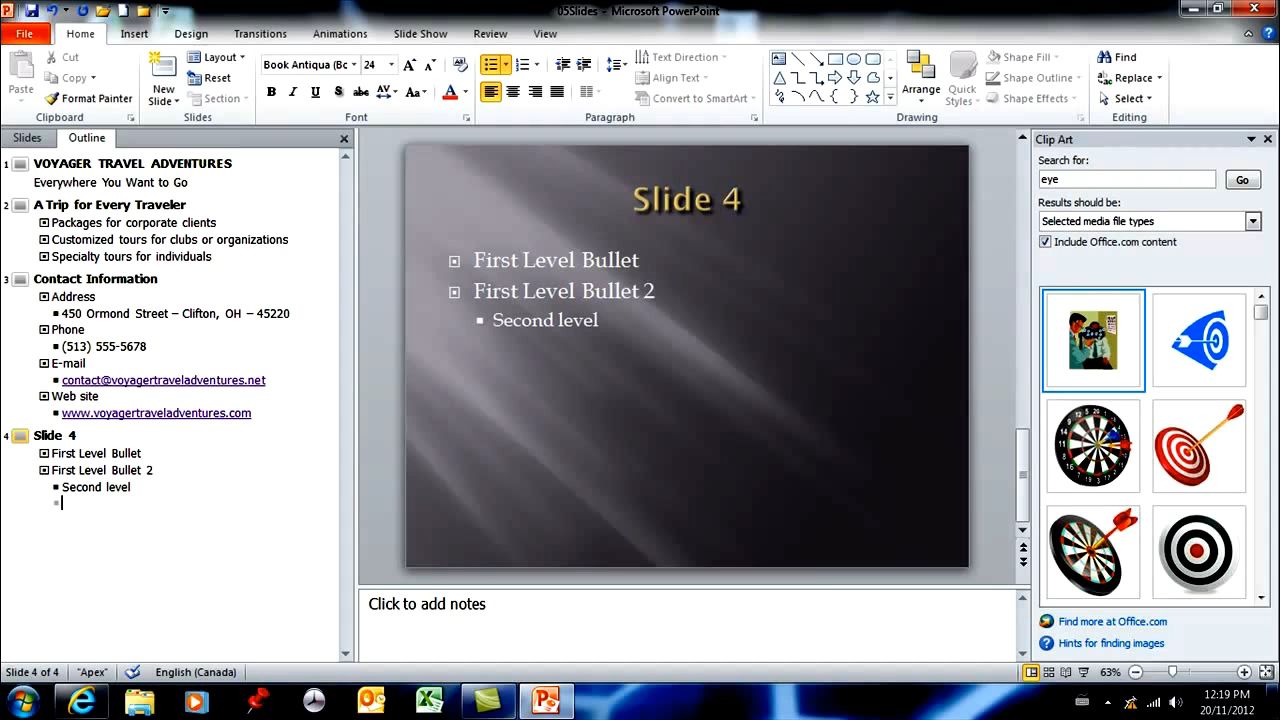 05Slides - Microsoft PowerPoint
File Home Insert Design Transitions Animations Slide Show Review View
Paste
Cut
Copy
Format Painter
Clipboard
New Slide
Layout
Reset
Section
Slides
Book Antiqua (Bc 24
B I U S abc AV Aa A
Font
Text Direction
Align Text
Convert to SmartArt
Paragraph
Arrange
Quick Styles
Shape Fill
Shape Outline
Shape Effects
Drawing
Find
Replace
Select
Editing
Slides Outline
1 VOYAGER TRAVEL ADVENTURES
Everywhere You Want to Go
2 A Trip for Every Traveler
Packages for corporate clients
Customized tours for clubs or organizations
Specialty tours for individuals
3 Contact Information
Address
450 Ormond Street – Clifton, OH – 45220
Phone
(513) 555-5678
E-mail
contact@voyagertraveladventures.net
Web site
www.voyagertraveladventures.com
4 Slide 4
First Level Bullet
First Level Bullet 2
Second level
Slide 4
First Level Bullet
First Level Bullet 2
Second level
Click to add notes
Clip Art
Search for:
eye
Go
Results should be:
Selected media file types
Include Office.com content
Find more at Office.com
Hints for finding images
Slide 4 of 4 "Apex" English (Canada) 63%
12:19 PM
20/11/2012